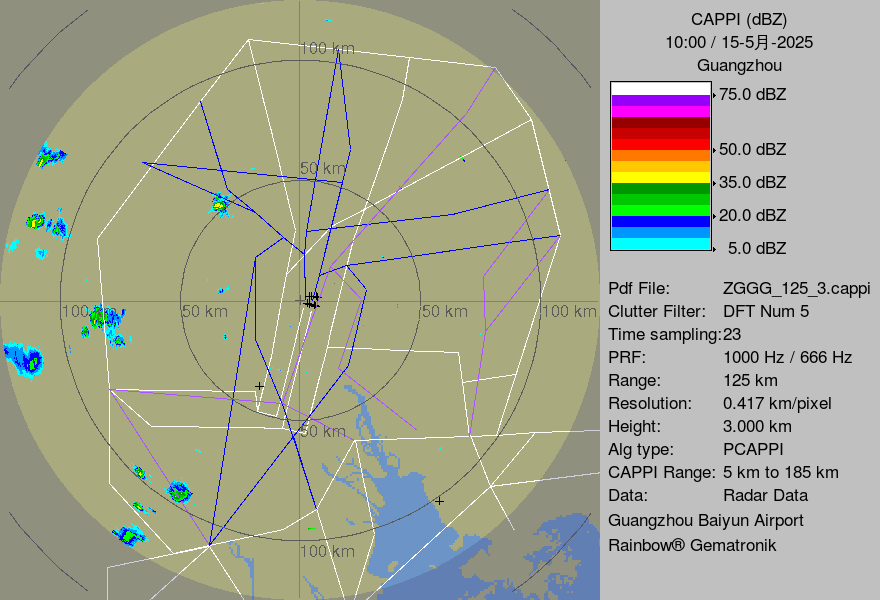 CAPPI (dBZ)
10:00 / 15-5月-2025
Guangzhou
75.0 dBZ
50.0 dBZ
35.0 dBZ
20.0 dBZ
5.0 dBZ
Pdf File: ZGGG_125_3.cappi
Clutter Filter: DFT Num 5
Time sampling:23
PRF: 1000 Hz / 666 Hz
Range: 125 km
Resolution: 0.417 km/pixel
Height: 3.000 km
Alg type: PCAPPI
CAPPI Range: 5 km to 185 km
Data: Radar Data
Guangzhou Baiyun Airport
Rainbow® Gematronik
100 km
50 km
100 km
50 km
50 km
100 km
50 km
100 km